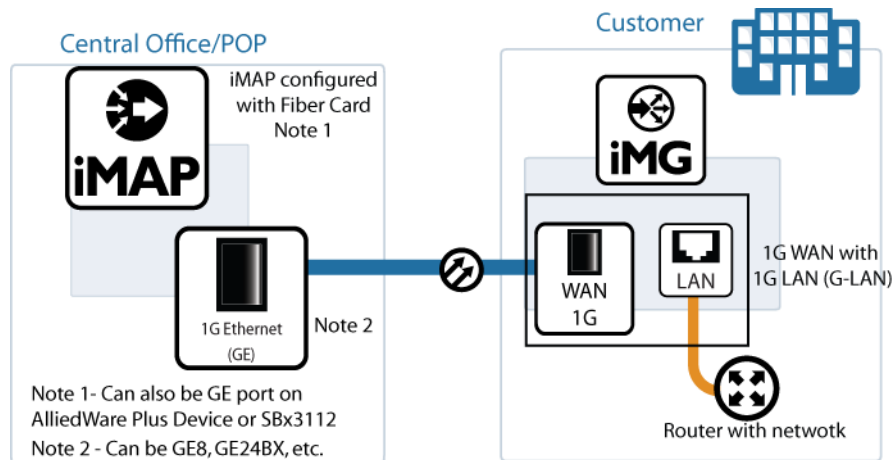 Central Office/POP
iMAP configured
with Fiber Card
Note 1
iMAP
1G Ethernet
(GE)
Note 2
Note 1- Can also be GE port on
AlliedWare Plus Device or SBx3112
Note 2 - Can be GE8, GE24BX, etc.
Customer
iMG
WAN
1G
LAN
1G WAN with
1G LAN (G-LAN)
Router with netwotk